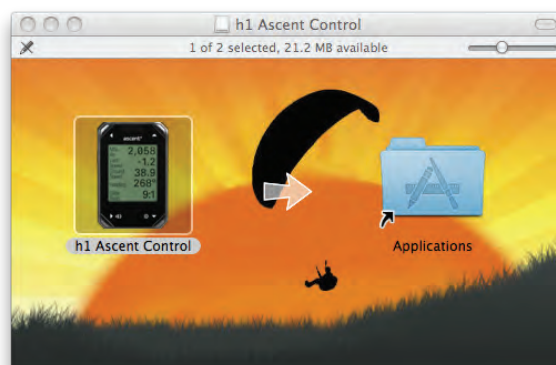 h1 Ascent Control
1 of 2 selected, 21.2 MB available
ascent
2,058
-1.2
38.9
268°
9:1
h1 Ascent Control
Applications